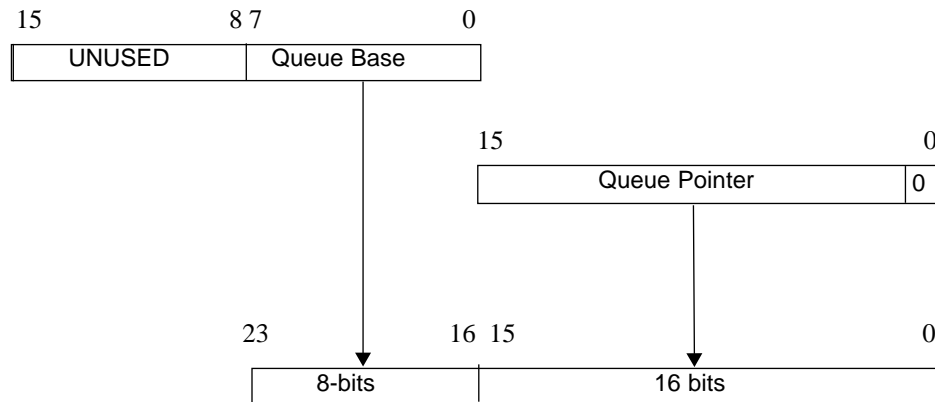 15 8 7 0
UNUSED Queue Base
15 0
Queue Pointer 0
23 16 15 0
8-bits 16 bits